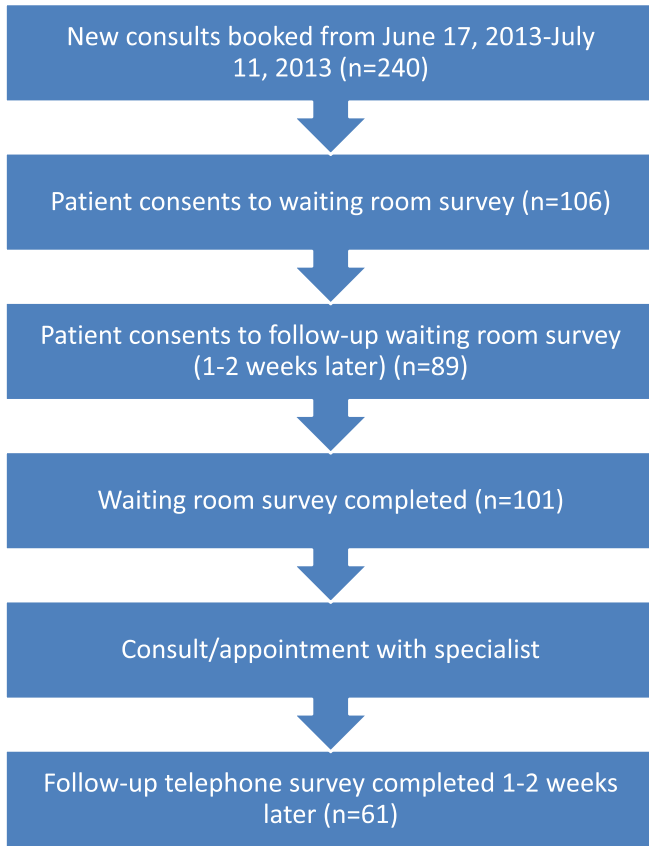 New consults booked from June 17, 2013-July
11, 2013 (n=240)
Patient consents to waiting room survey (n=106)
Patient consents to follow-up waiting room survey
(1-2 weeks later) (n=89)
Waiting room survey completed (n=101)
Consult/appointment with specialist
Follow-up telephone survey completed 1-2 weeks
later (n=61)